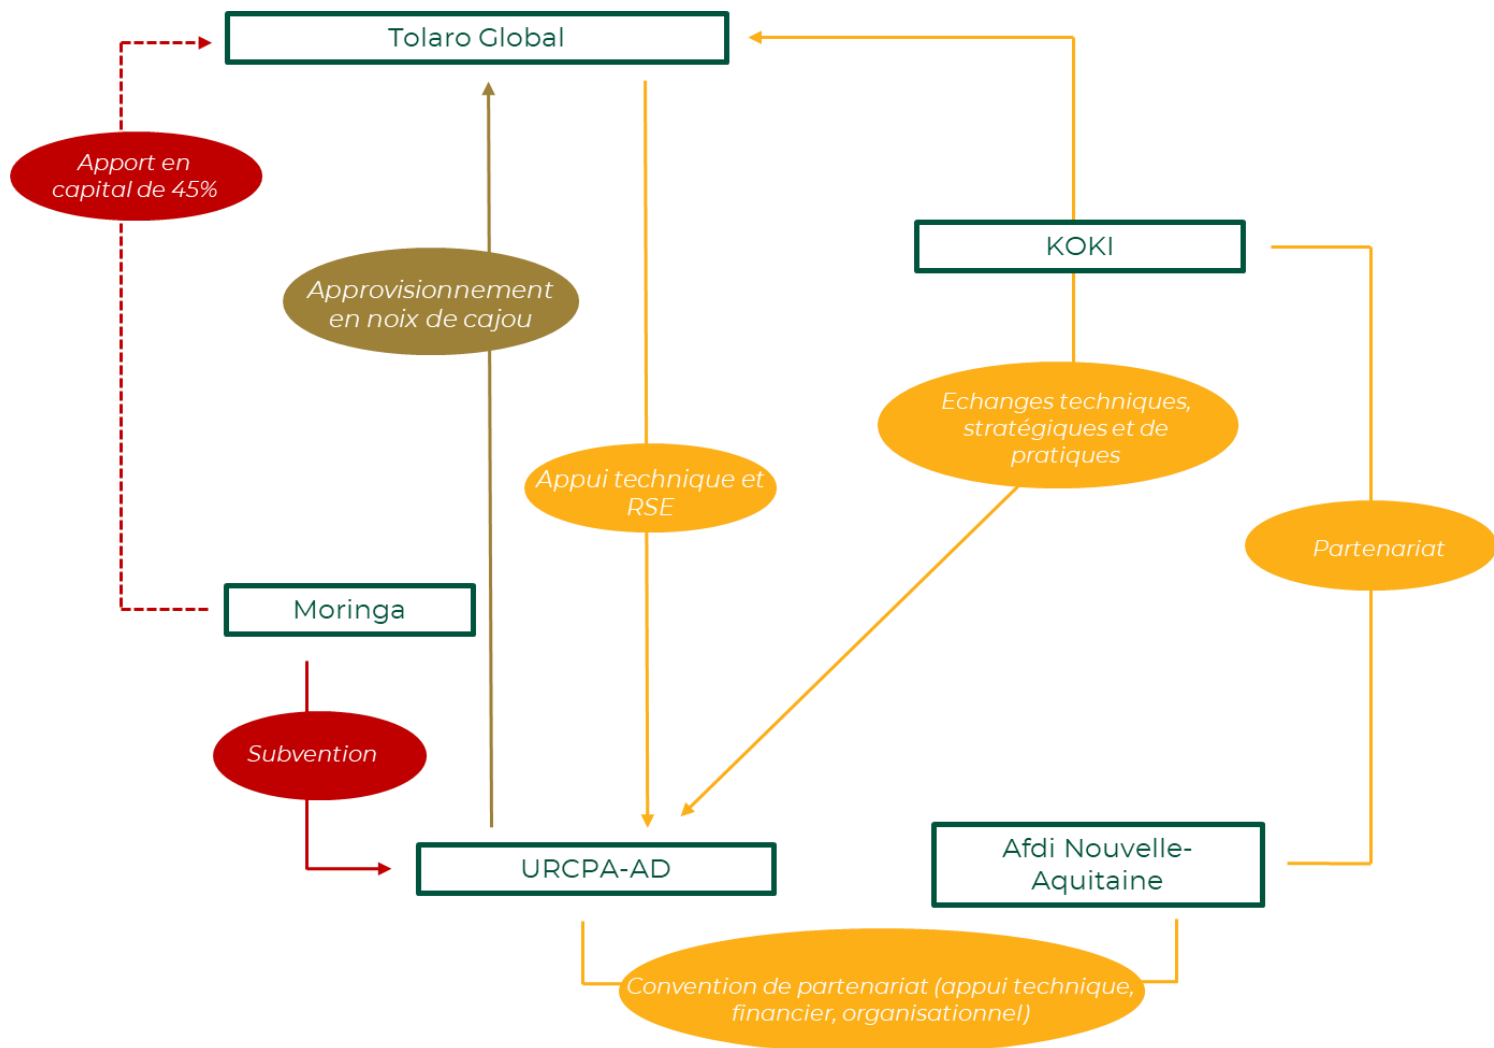 Tolaro Global
Apport en
capital de 45%
KOKI
Approvisionnement
en noix de cajou
Echanges techniques,
stratégiques et de
pratiques
Appui technique et
RSE
Partenariat
Moringa
Subvention
URCPA-AD
Afdi Nouvelle-
Aquitaine
Convention de partenariat (appui technique,
financier, organisationnel)